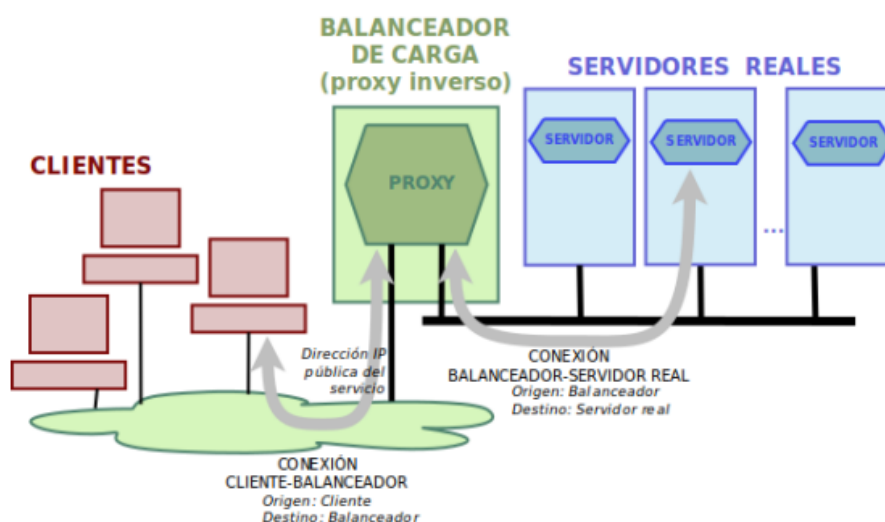 BALANCEADOR
DE CARGA
(proxy inverso)
SERVIDORES REALES
SERVIDOR
SERVIDOR
SERVIDOR
CLIENTES
PROXY
...
Dirección IP
pública del
servicio
CONEXIÓN
BALANCEADOR-SERVIDOR REAL
Origen: Balanceador
Destino: Servidor real
CONEXIÓN
CLIENTE-BALANCEADOR
Origen: Cliente
Destino: Balanceador